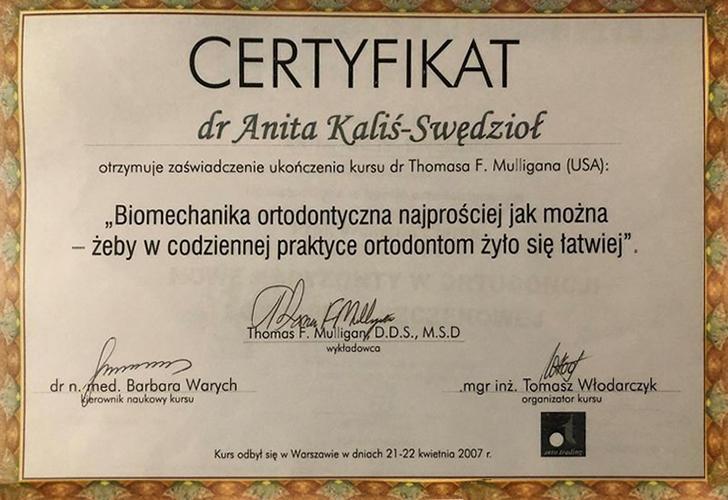 CERTYFIKAT
dr Anita Kaliś-Swędzioł
otrzymuje zaświadczenie ukończenia kursu dr Thomasa F. Mulligana (USA):
„Biomechanika ortodontyczna najprościej jak można
– żeby w codziennej praktyce ortodontom żyło się łatwiej”.
Thomas F. Mulligan, D.D.S., M.S.D
wykładowca
dr n. med. Barbara Warych
kierownik naukowy kursu
mgr inż. Tomasz Włodarczyk
organizator kursu
Kurs odbył się w Warszawie w dniach 21-22 kwietnia 2007 r.